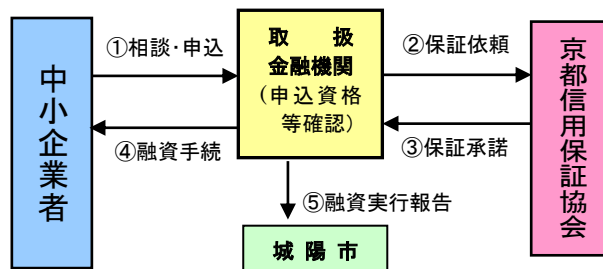 中小企業者
①相談・申込
取 扱
金融機関
(申込資格
等確認)
②保証依頼
京都信用保証協会
④融資手続
③保証承諾
⑤融資実行報告
城陽市